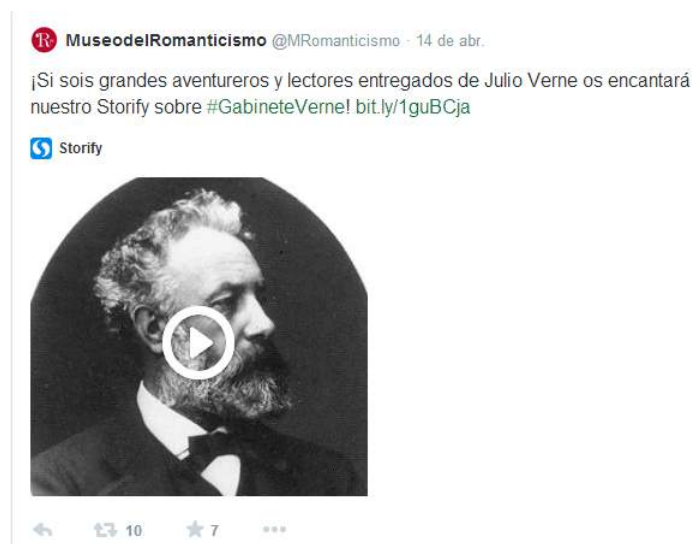 MuseodelRomanticismo @MRomanticismo · 14 de abr.
¡Si sois grandes aventureros y lectores entregados de Julio Verne os encantará
nuestro Storify sobre #GabineteVerne! bit.ly/1guBCja
Storify
10 7